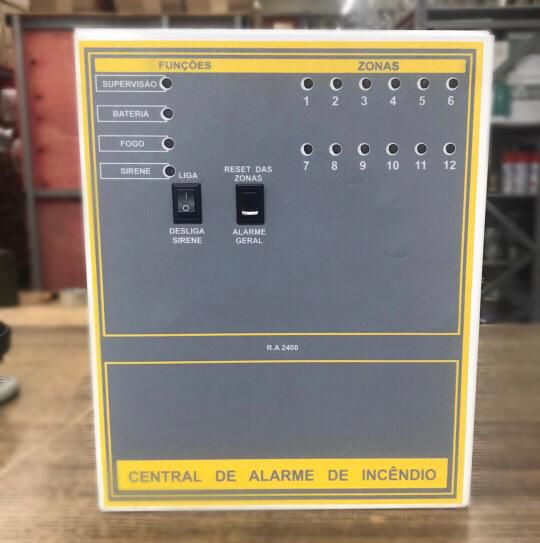 FUNÇÕES ZONAS
SUPERVISÃO
1 2 3 4 5 6
BATERIA
FOGO
7 8 9 10 11 12
SIRENE
LIGA
RESET DAS
ZONAS
I
O
DESLIGA
SIRENE
ALARME
GERAL
R.A 2400
CENTRAL DE ALARME DE INCÊNDIO